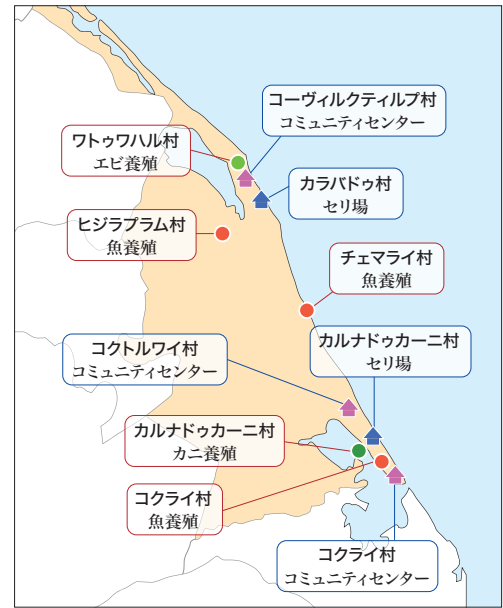 コーヴィルクティルプ村
コミュニティセンター
ワトゥワハル村
エビ養殖
カラバドゥ村
セリ場
ヒジラプラム村
魚養殖
チェマライ村
魚養殖
コクトルワイ村
コミュニティセンター
カルナドゥカーニ村
セリ場
カルナドゥカーニ村
カニ養殖
コクライ村
魚養殖
コクライ村
コミュニティセンター